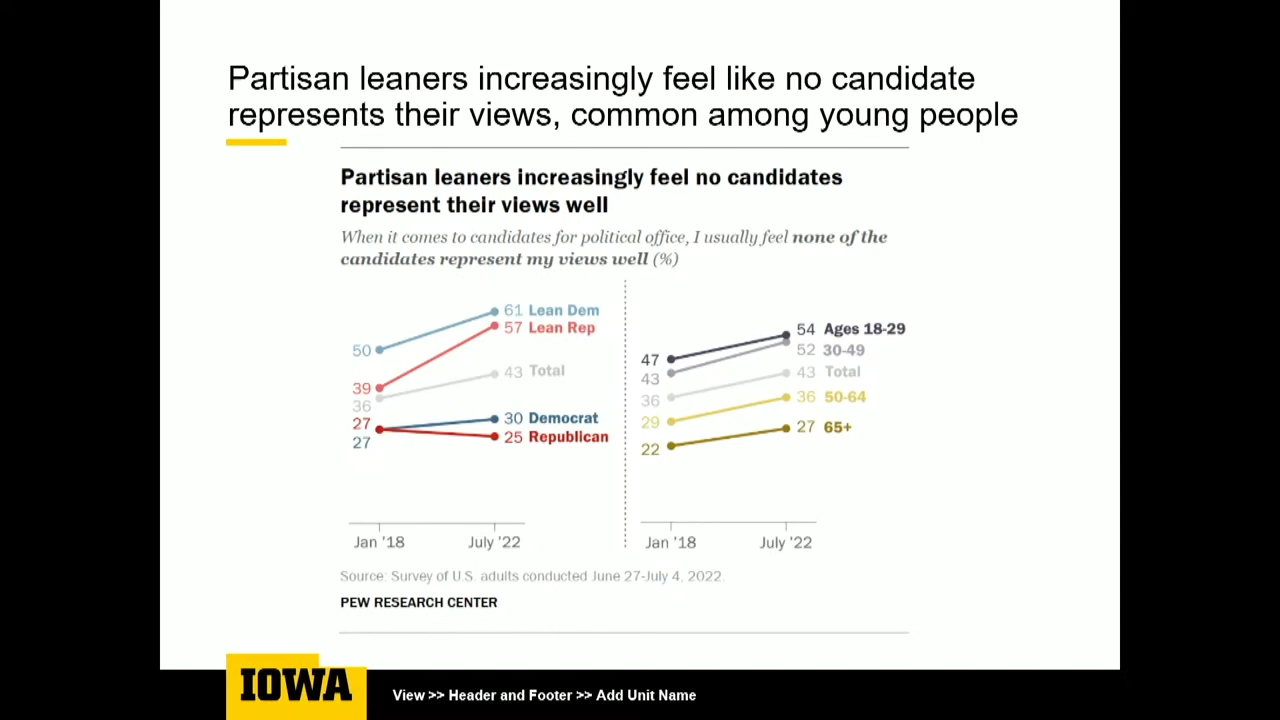 Partisan leaners increasingly feel like no candidate
represents their views, common among young people
Partisan leaners increasingly feel no candidates
represent their views well
When it comes to candidates for political office, I usually feel none of the
candidates represent my views well (%)
61 Lean Dem
57 Lean Rep
50
43 Total
39
36
27
30 Democrat
27
25 Republican
Jan '18
July '22
54 Ages 18-29
52 30-49
47
43
43 Total
36
36 50-64
29
27 65+
22
Jan '18
July '22
Source: Survey of U.S. adults conducted June 27-July 4, 2022.
PEW RESEARCH CENTER
IOWA
View >> Header and Footer >> Add Unit Name